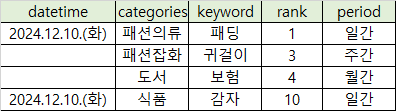 datetime categories keyword rank period
2024.12.10.(화) 패션의류 패딩 1 일간
패션잡화 귀걸이 3 주간
도서 보험 4 월간
2024.12.10.(화) 식품 감자 10 일간